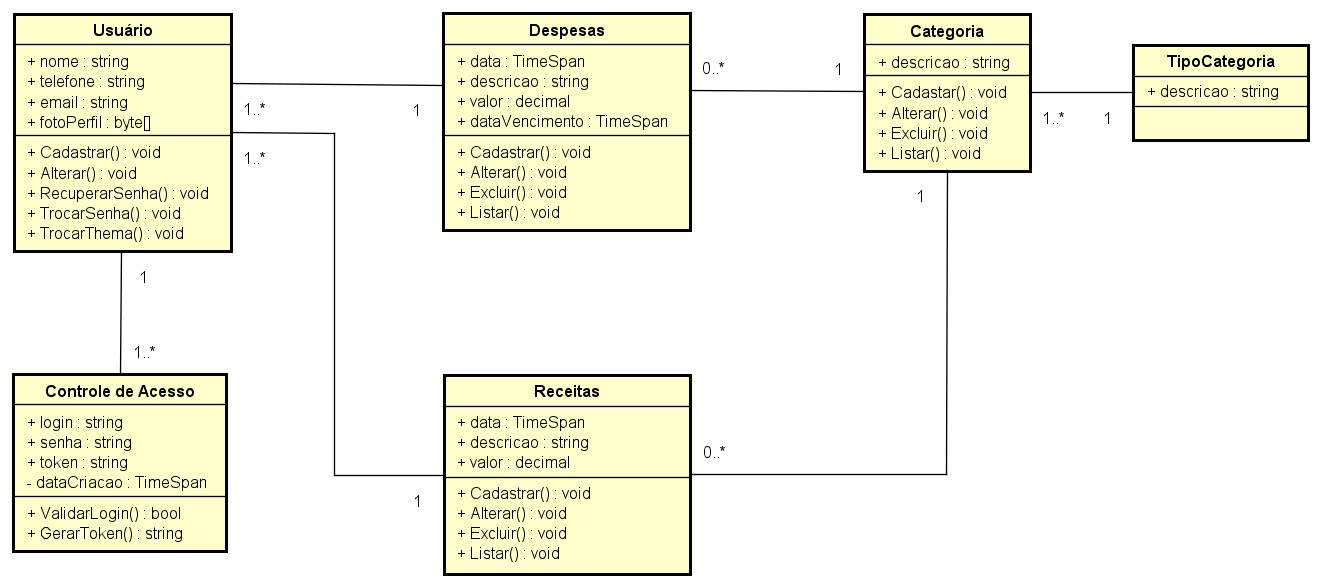 Usuário
+ nome : string
+ telefone : string
+ email : string
+ fotoPerfil : byte[]
+ Cadastrar() : void
+ Alterar() : void
+ RecuperarSenha() : void
+ TrocarSenha() : void
+ TrocarThema() : void
1..*
1
1..*
Despesas
+ data : TimeSpan
+ descricao : string
+ valor : decimal
+ dataVencimento : TimeSpan
+ Cadastrar() : void
+ Alterar() : void
+ Excluir() : void
+ Listar() : void
0..*
1
Categoria
+ descricao : string
+ Cadastar() : void
+ Alterar() : void
+ Excluir() : void
+ Listar() : void
1..*
1
TipoCategoria
+ descricao : string
1
1
1..*
Controle de Acesso
+ login : string
+ senha : string
+ token : string
- dataCriacao : TimeSpan
+ ValidarLogin() : bool
+ GerarToken() : string
1
Receitas
+ data : TimeSpan
+ descricao : string
+ valor : decimal
+ Cadastrar() : void
+ Alterar() : void
+ Excluir() : void
+ Listar() : void
0..*